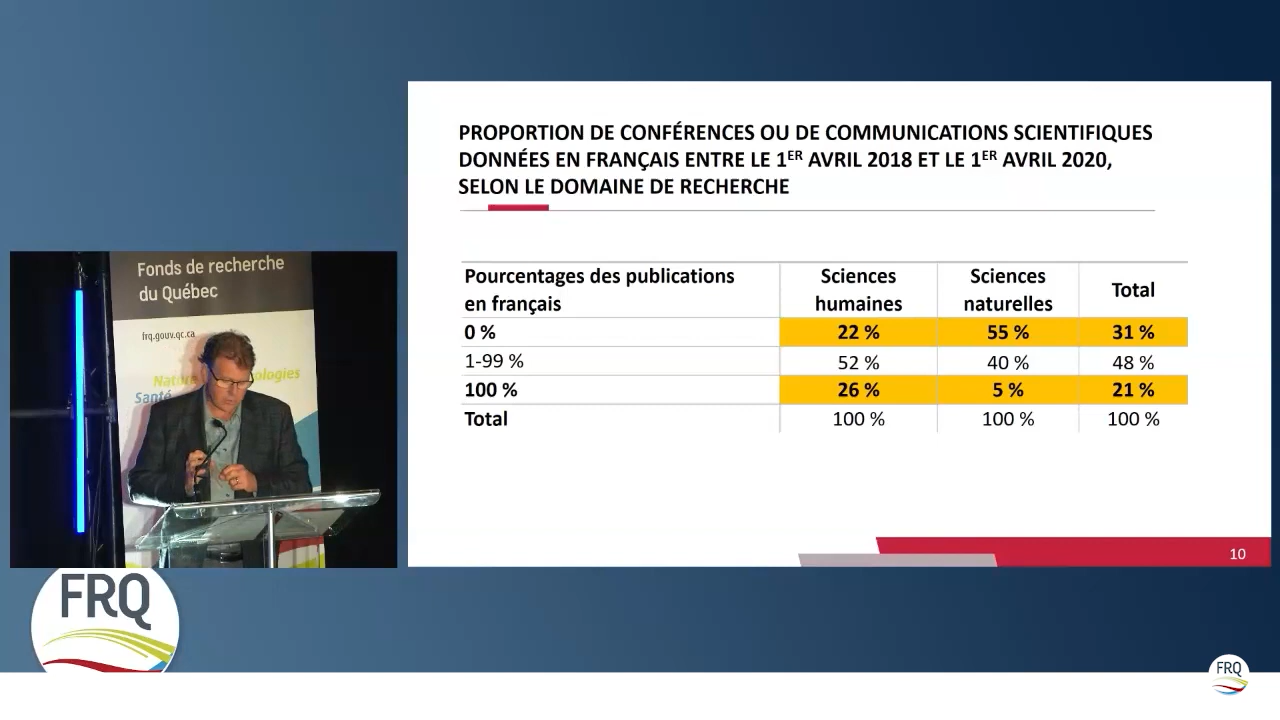 PROPORTION DE CONFÉRENCES OU DE COMMUNICATIONS SCIENTIFIQUES
DONNÉES EN FRANÇAIS ENTRE LE 1ER AVRIL 2018 ET LE 1ER AVRIL 2020,
SELON LE DOMAINE DE RECHERCHE
Pourcentages des publications en français Sciences humaines Sciences naturelles Total
0 % 22 % 55 % 31 %
1-99 % 52 % 40 % 48 %
100 % 26 % 5 % 21 %
Total 100 % 100 % 100 %
10
Fonds de recherche
du Québec
frq.gouv.qc.ca
Santé
FRQ
FRQ